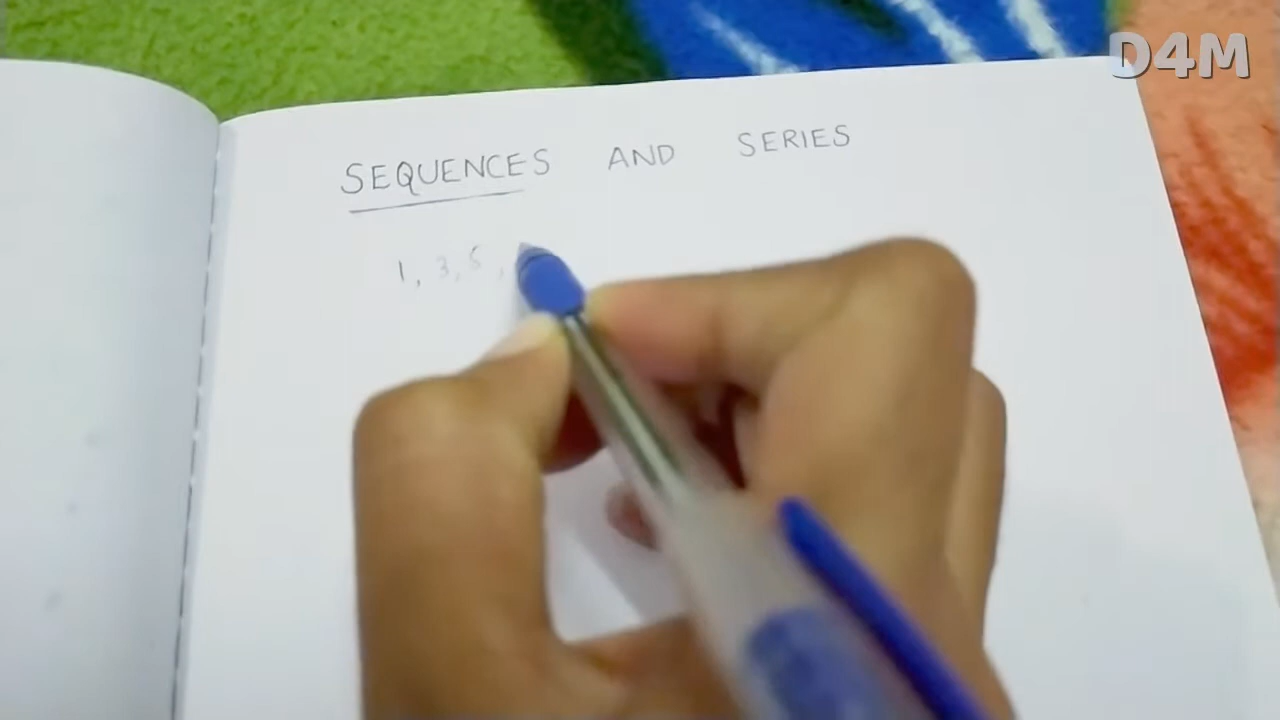 D4M
SEQUENCES AND SERIES
1, 3, 5,